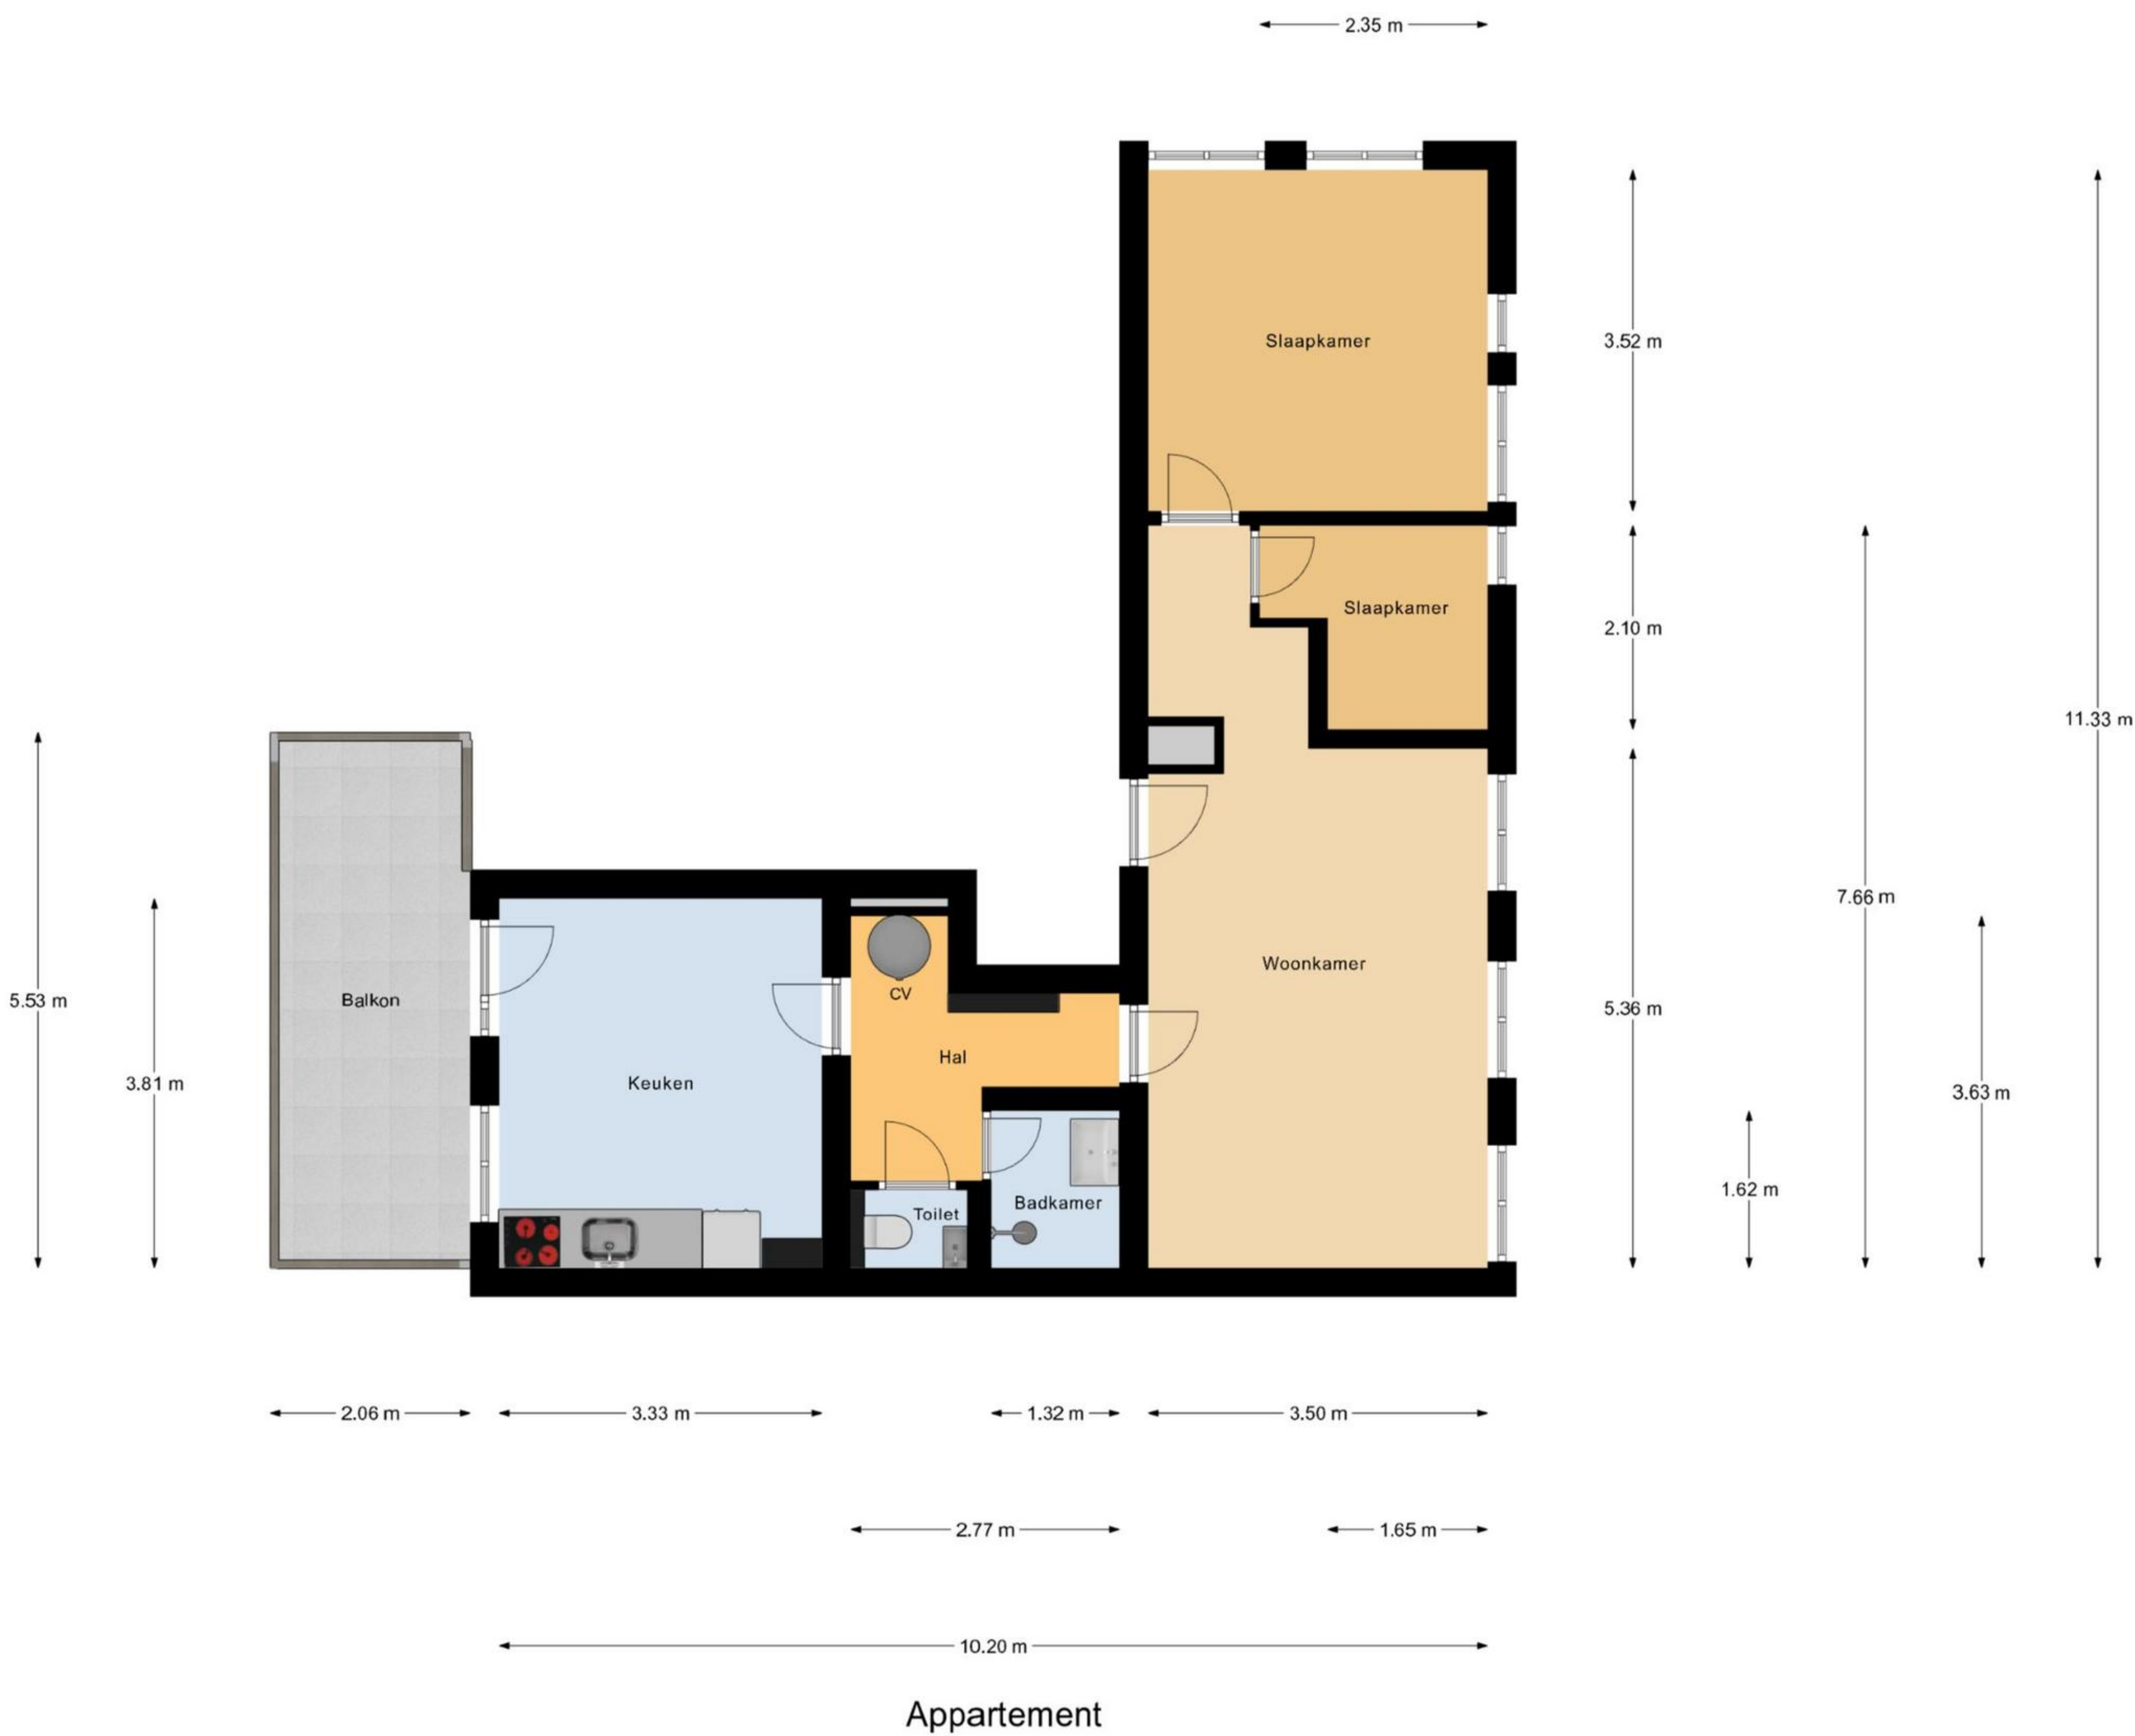 2.35 m
Slaapkamer
3.52 m
Slaapkamer
2.10 m
11.33 m
7.66 m
Woonkamer
CV
Balkon
5.53 m
5.36 m
Hal
Keuken
3.81 m
3.63 m
1.62 m
Badkamer
Toilet
2.06 m
3.33 m
1.32 m
3.50 m
2.77 m
1.65 m
10.20 m
Appartement